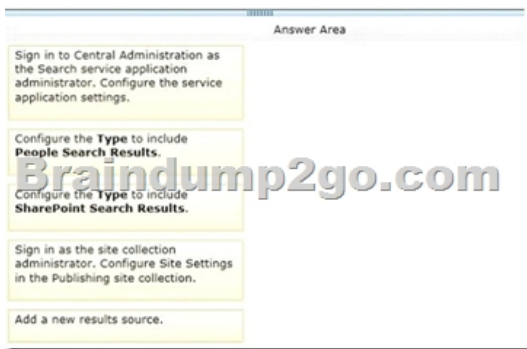 Answer Area
Sign in to Central Administration as
the Search service application
administrator. Configure the service
application settings.
Configure the Type to include
People Search Results.
Braindump2go.com
Configure the Type to include
SharePoint Search Results.
Sign in as the site collection
administrator. Configure Site Settings
in the Publishing site collection.
Add a new results source.